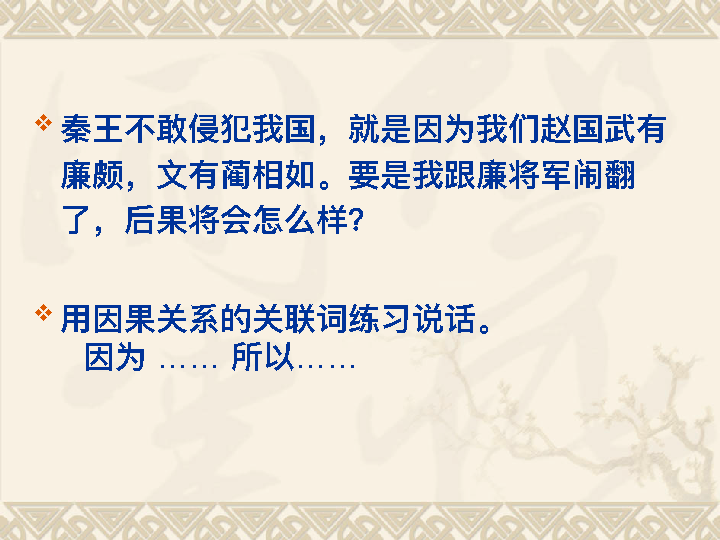 秦王不敢侵犯我国，就是因为我们赵国武有
廉颇，文有蔺相如。要是我跟廉将军闹翻
了，后果将会怎么样？
用因果关系的关联词练习说话。
因为 …… 所以……